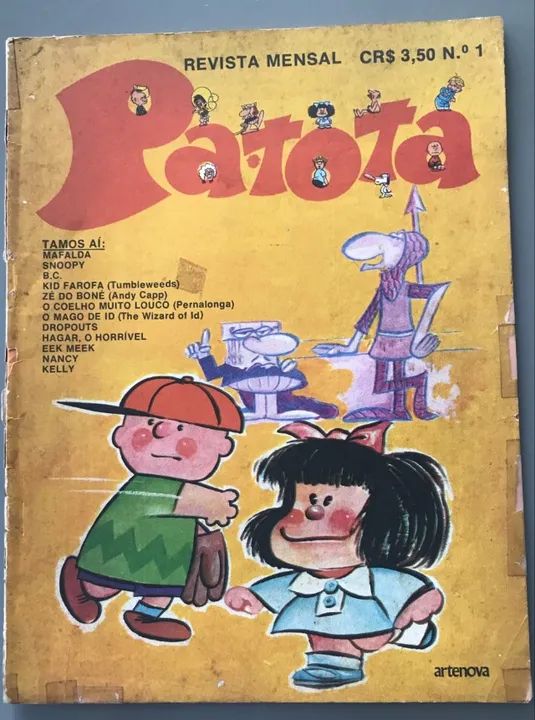 REVISTA MENSAL CR$ 3,50 N.º 1
Patota
TAMOS AÍ:
MAFALDA
SNOOPY
B.C.
KID FAROFA (Tumbleweeds)
ZÉ DO BONÉ (Andy Capp)
O COELHO MUITO LOUCO (Pernalonga)
O MAGO DE ID (The Wizard of Id)
DROPOUTS
HAGAR, O HORRÍVEL
EEK MEEK
NANCY
KELLY
artenova